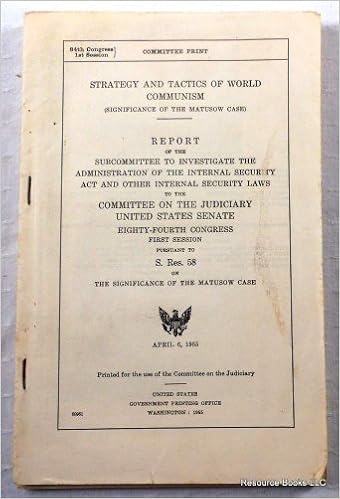 84th Congress
1st Session
COMMITTEE PRINT
STRATEGY AND TACTICS OF WORLD
COMMUNISM
(SIGNIFICANCE OF THE MATUSOW CASE)
REPORT
OF THE
SUBCOMMITTEE TO INVESTIGATE THE
ADMINISTRATION OF THE INTERNAL SECURITY
ACT AND OTHER INTERNAL SECURITY LAWS
TO THE
COMMITTEE ON THE JUDICIARY
UNITED STATES SENATE
EIGHTY-FOURTH CONGRESS
FIRST SESSION
PURSUANT TO
S. Res. 58
ON
THE SIGNIFICANCE OF THE MATUSOW CASE
APRIL 6, 1955
Printed for the use of the Committee on the Judiciary
UNITED STATES
GOVERNMENT PRINTING OFFICE
WASHINGTON : 1955
Resource Books LLC